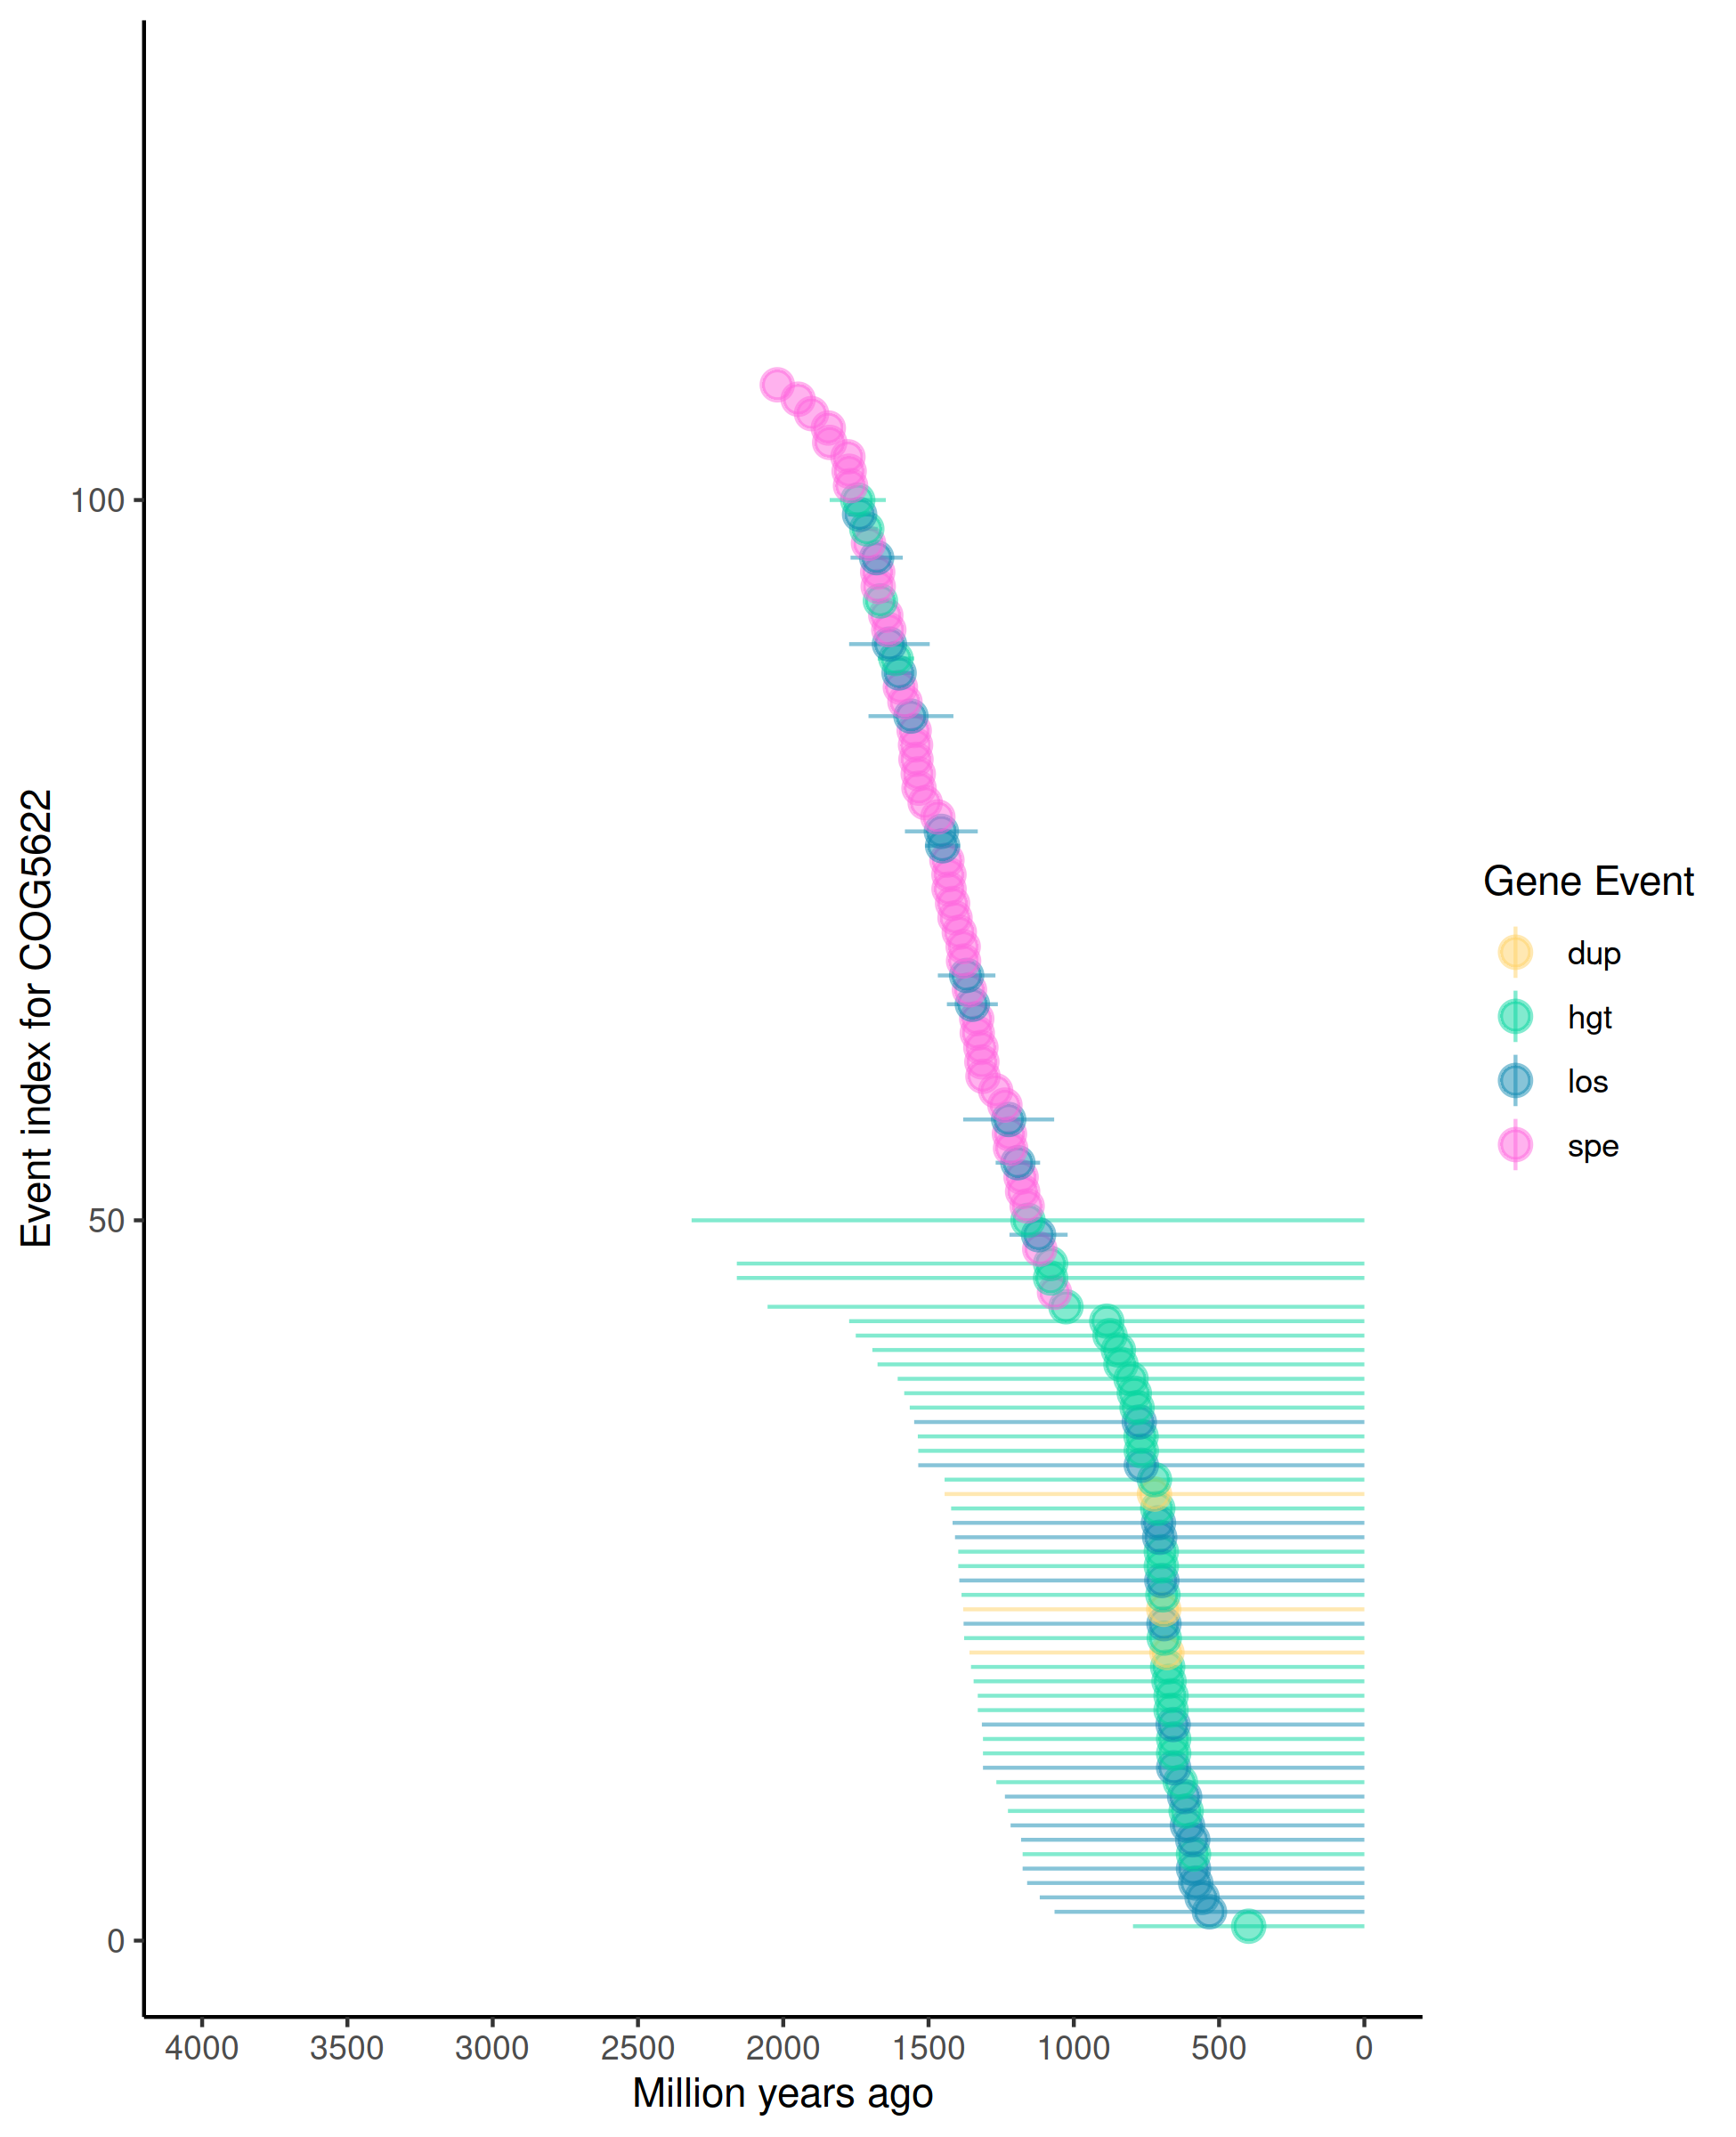 Event index for COG5622
100
50
0
4000 3500 3000 2500 2000 1500 1000 500 0
Million years ago
Gene Event
dup
hgt
los
spe